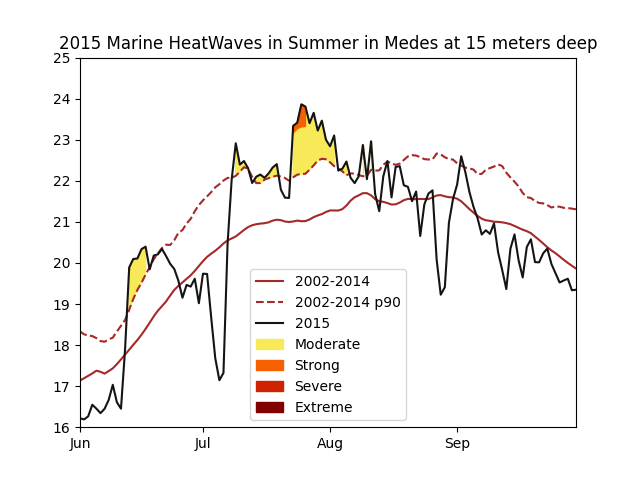 2015 Marine HeatWaves in Summer in Medes at 15 meters deep
25
24
23
22
21
20
19
18
17
16
Jun Jul Aug Sep
2002-2014
2002-2014 p90
2015
Moderate
Strong
Severe
Extreme